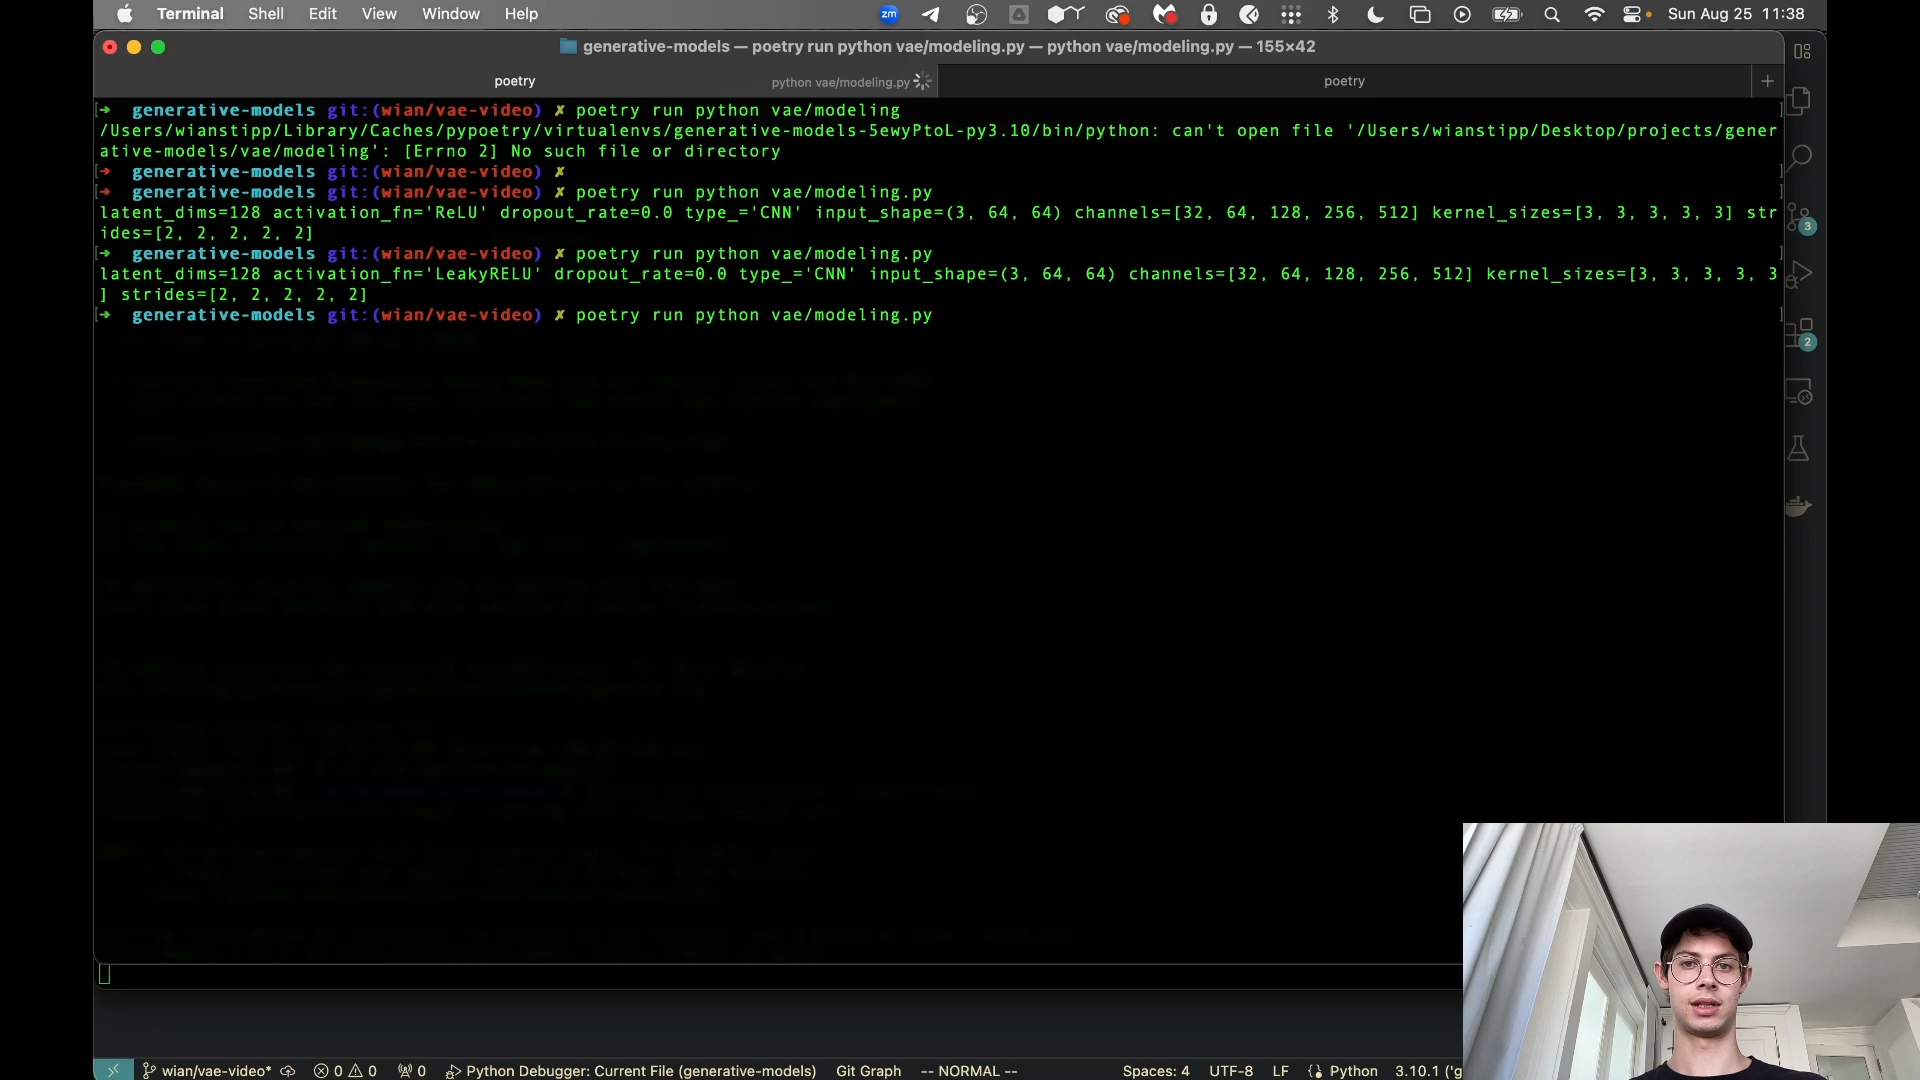 Terminal Shell Edit View Window Help zm Sun Aug 25 11:38
generative-models — poetry run python vae/modeling.py — python vae/modeling.py — 155×42
poetry python vae/modeling.py poetry +
[➜ generative-models git:(wian/vae-video) ✗ poetry run python vae/modeling ]
/Users/wianstipp/Library/Caches/pypoetry/virtualenvs/generative-models-5ewyPtoL-py3.10/bin/python: can't open file '/Users/wianstipp/Desktop/projects/gener
ative-models/vae/modeling': [Errno 2] No such file or directory
[➜ generative-models git:(wian/vae-video) ✗ ]
[➜ generative-models git:(wian/vae-video) ✗ poetry run python vae/modeling.py ]
latent_dims=128 activation_fn='ReLU' dropout_rate=0.0 type_='CNN' input_shape=(3, 64, 64) channels=[32, 64, 128, 256, 512] kernel_sizes=[3, 3, 3, 3, 3] str
ides=[2, 2, 2, 2, 2]
[➜ generative-models git:(wian/vae-video) ✗ poetry run python vae/modeling.py ]
latent_dims=128 activation_fn='LeakyRELU' dropout_rate=0.0 type_='CNN' input_shape=(3, 64, 64) channels=[32, 64, 128, 256, 512] kernel_sizes=[3, 3, 3, 3, 3
] strides=[2, 2, 2, 2, 2]
[➜ generative-models git:(wian/vae-video) ✗ poetry run python vae/modeling.py ]
3
2
wian/vae-video* 0 0 0 Python Debugger: Current File (generative-models) Git Graph -- NORMAL -- Spaces: 4 UTF-8 LF Python 3.10.1 ('g